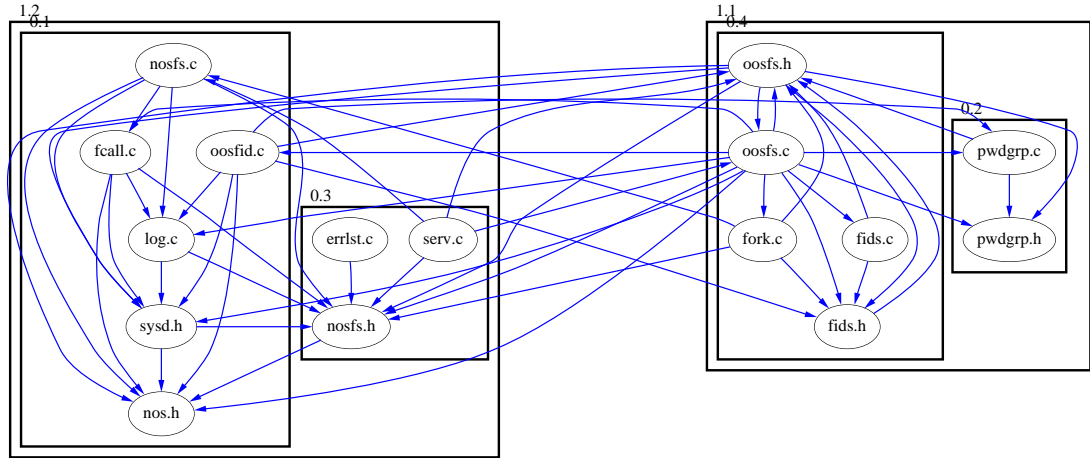 1.2
0.1
1.1
0.4
nosfs.c
oosfs.h
0.2
fcall.c
oosfid.c
oosfs.c
pwdgrp.c
0.3
log.c
errlst.c
serv.c
fork.c
fids.c
pwdgrp.h
sysd.h
nosfs.h
fids.h
nos.h